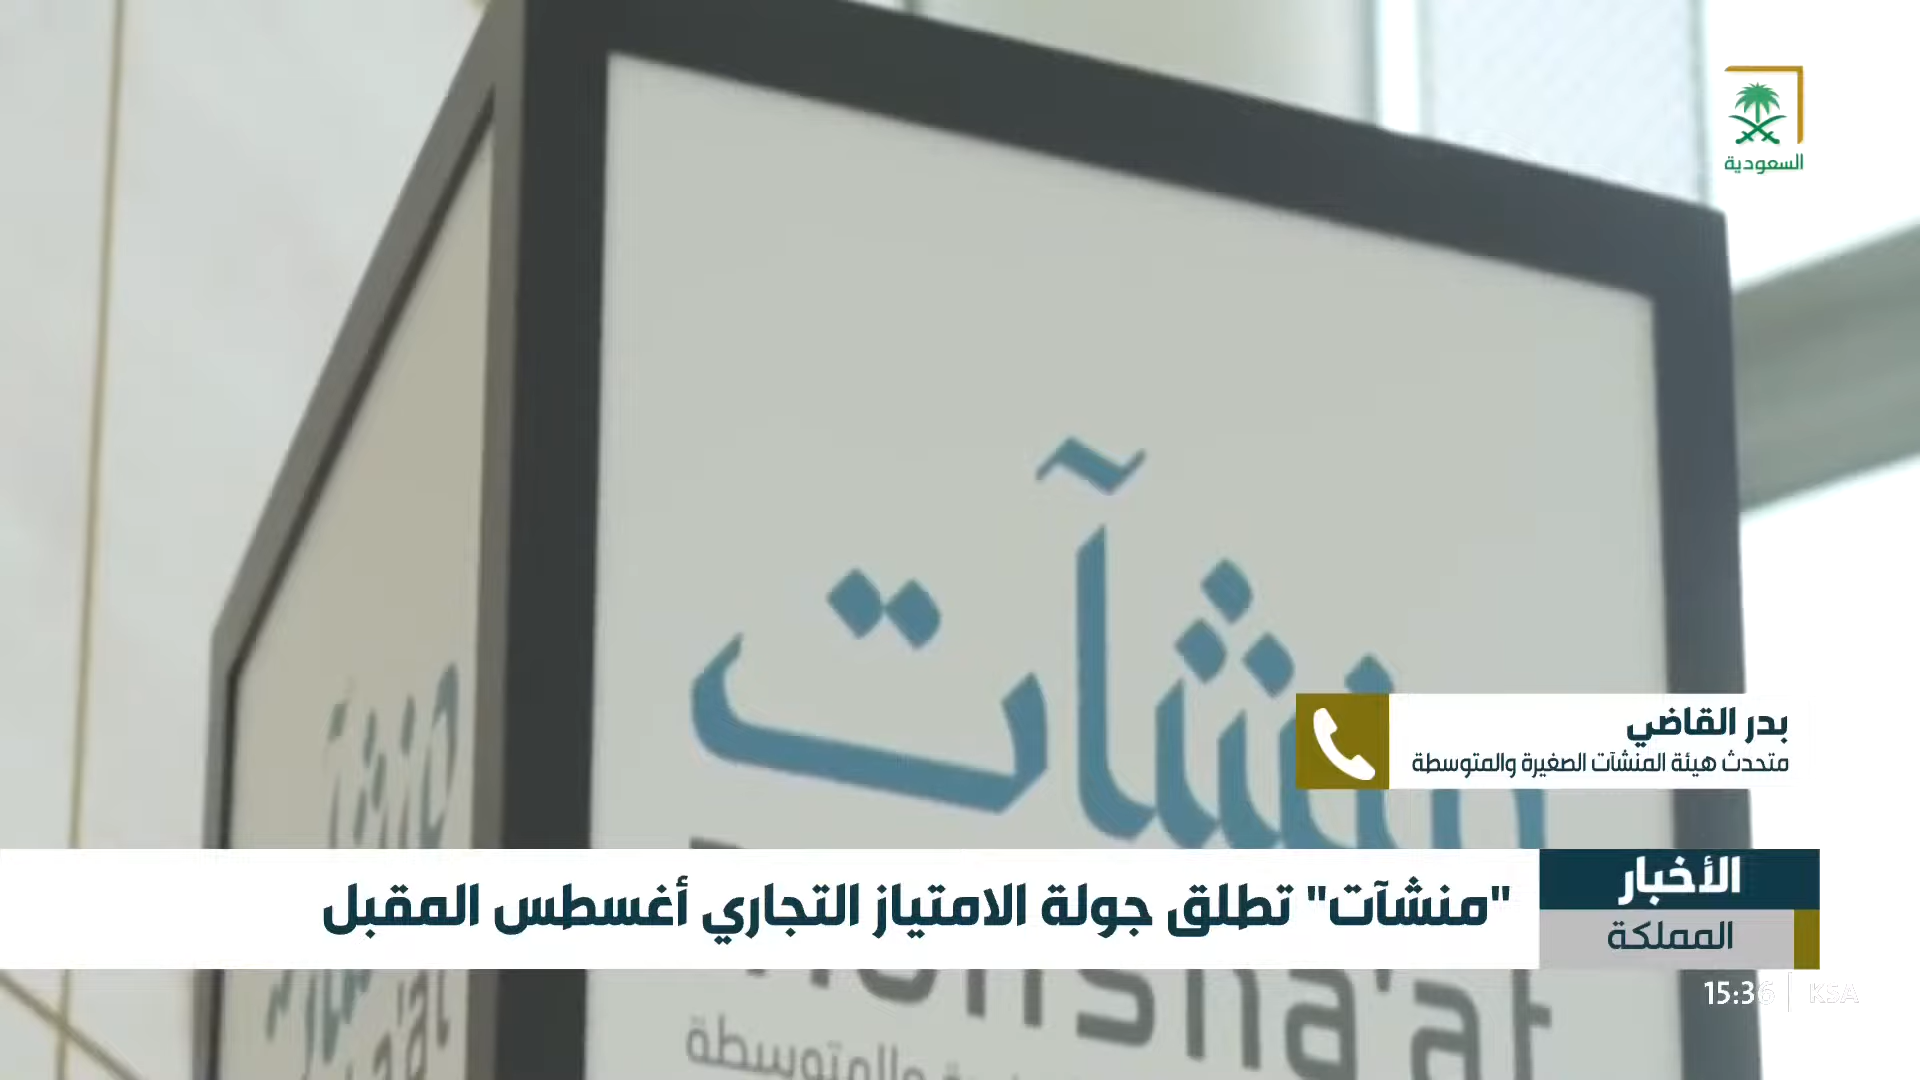 السعودية
منشآت
Monsha'at
والمتوسطة
بدر القاضي
متحدث هيئة المنشآت الصغيرة والمتوسطة
الأخبار
"منشآت" تطلق جولة الامتياز التجاري أغسطس المقبل
المملكة
15:36 | KSA